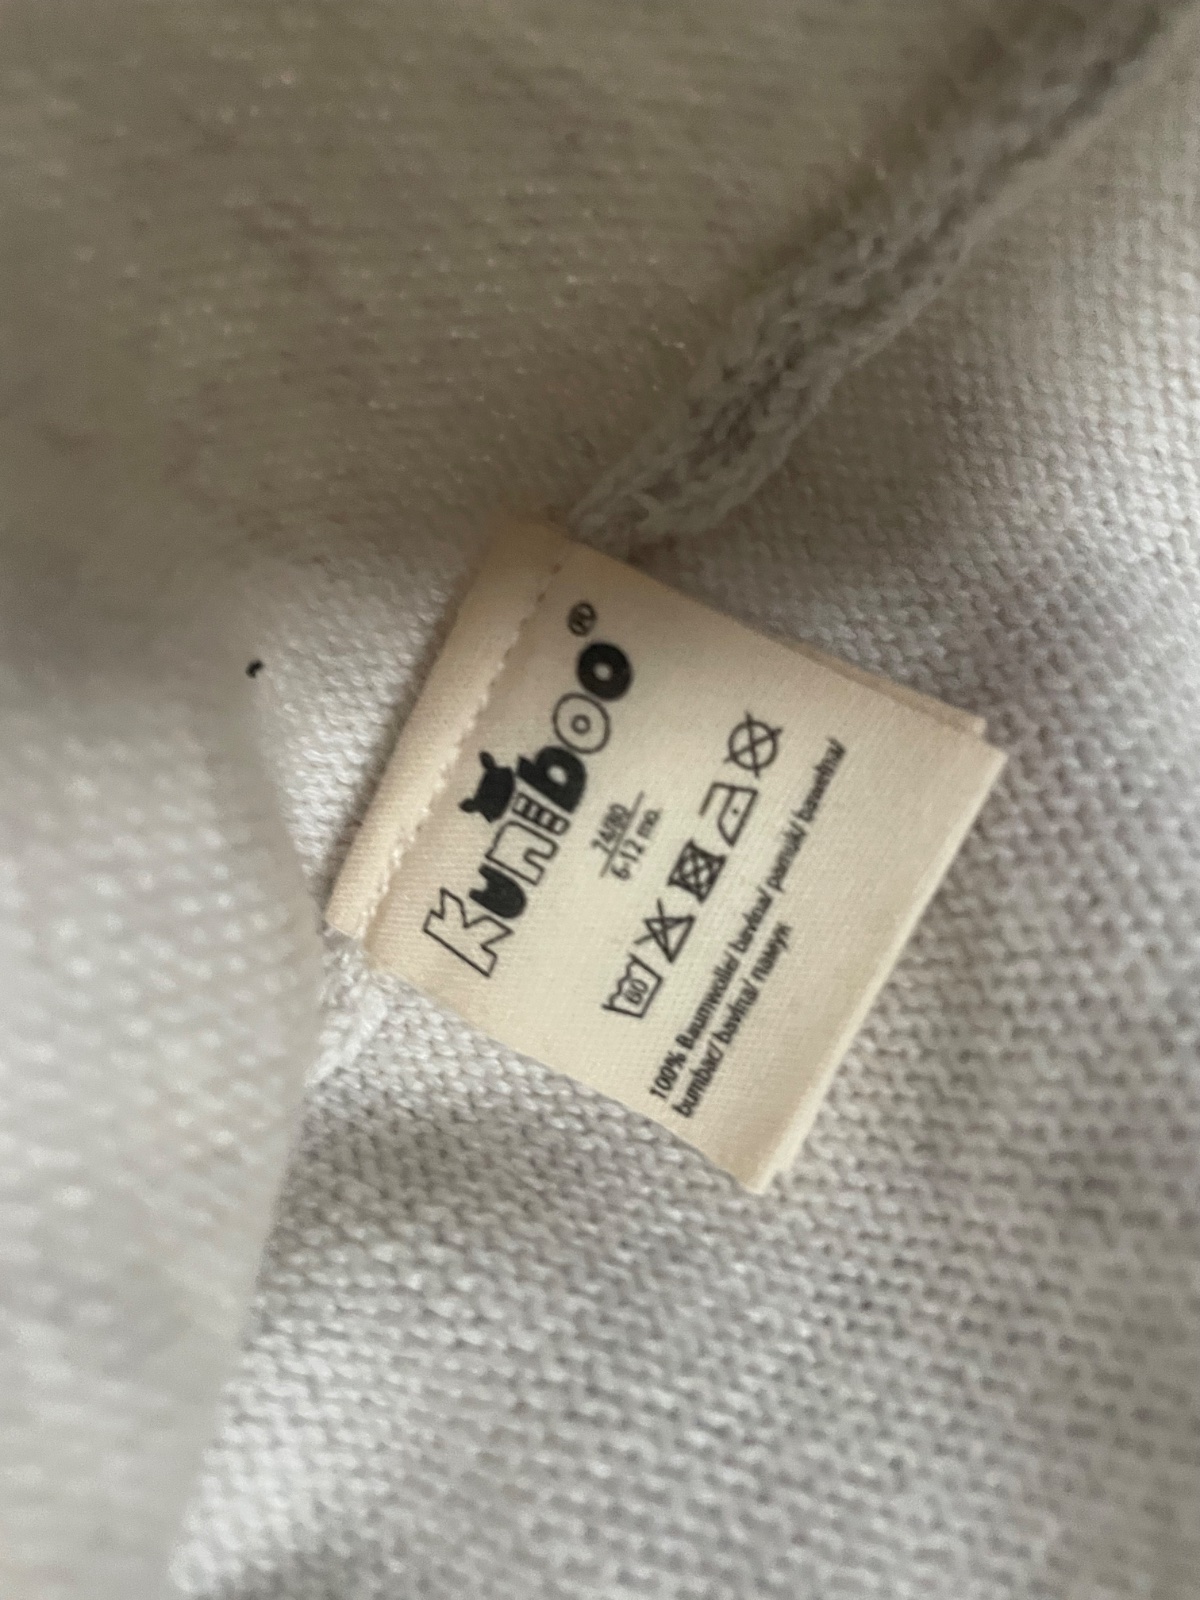 Kuniboo®
74/80
6-12 mo.
60
100% Baumwolle/ bavlna/ pamuk/ bawełna/
bumbac/ bavlna/ памук